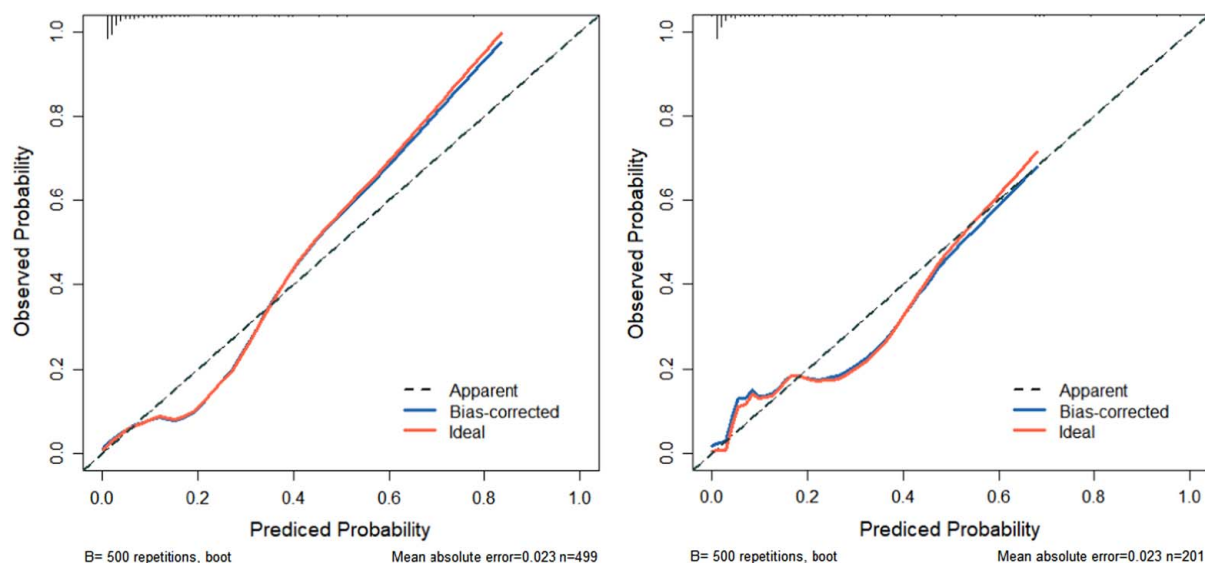 1.0
0.8
0.6
0.4
0.2
0.0
Observed Probability
Apparent
Bias-corrected
Ideal
0.0 0.2 0.4 0.6 0.8 1.0
Prediced Probability
B= 500 repetitions, boot Mean absolute error=0.023 n=499
1.0
0.8
0.6
0.4
0.2
0.0
Observed Probability
Apparent
Bias-corrected
Ideal
0.0 0.2 0.4 0.6 0.8 1.0
Prediced Probability
B= 500 repetitions, boot Mean absolute error=0.023 n=201